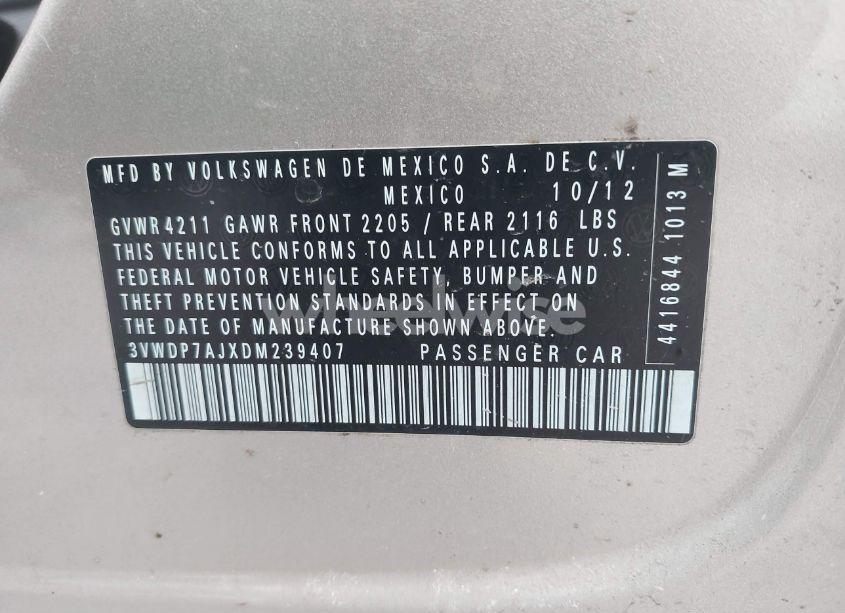 MFD BY VOLKSWAGEN DE MEXICO S.A. DE C.V.
MEXICO 10/12
GVWR 4211 GAWR FRONT 2205 / REAR 2116 LBS
THIS VEHICLE CONFORMS TO ALL APPLICABLE U.S.
FEDERAL MOTOR VEHICLE SAFETY, BUMPER AND
THEFT PREVENTION STANDARDS IN EFFECT ON
THE DATE OF MANUFACTURE SHOWN ABOVE.
3VWDP7AJXDM239407 PASSENGER CAR
4416844 1013 M
wheelwise